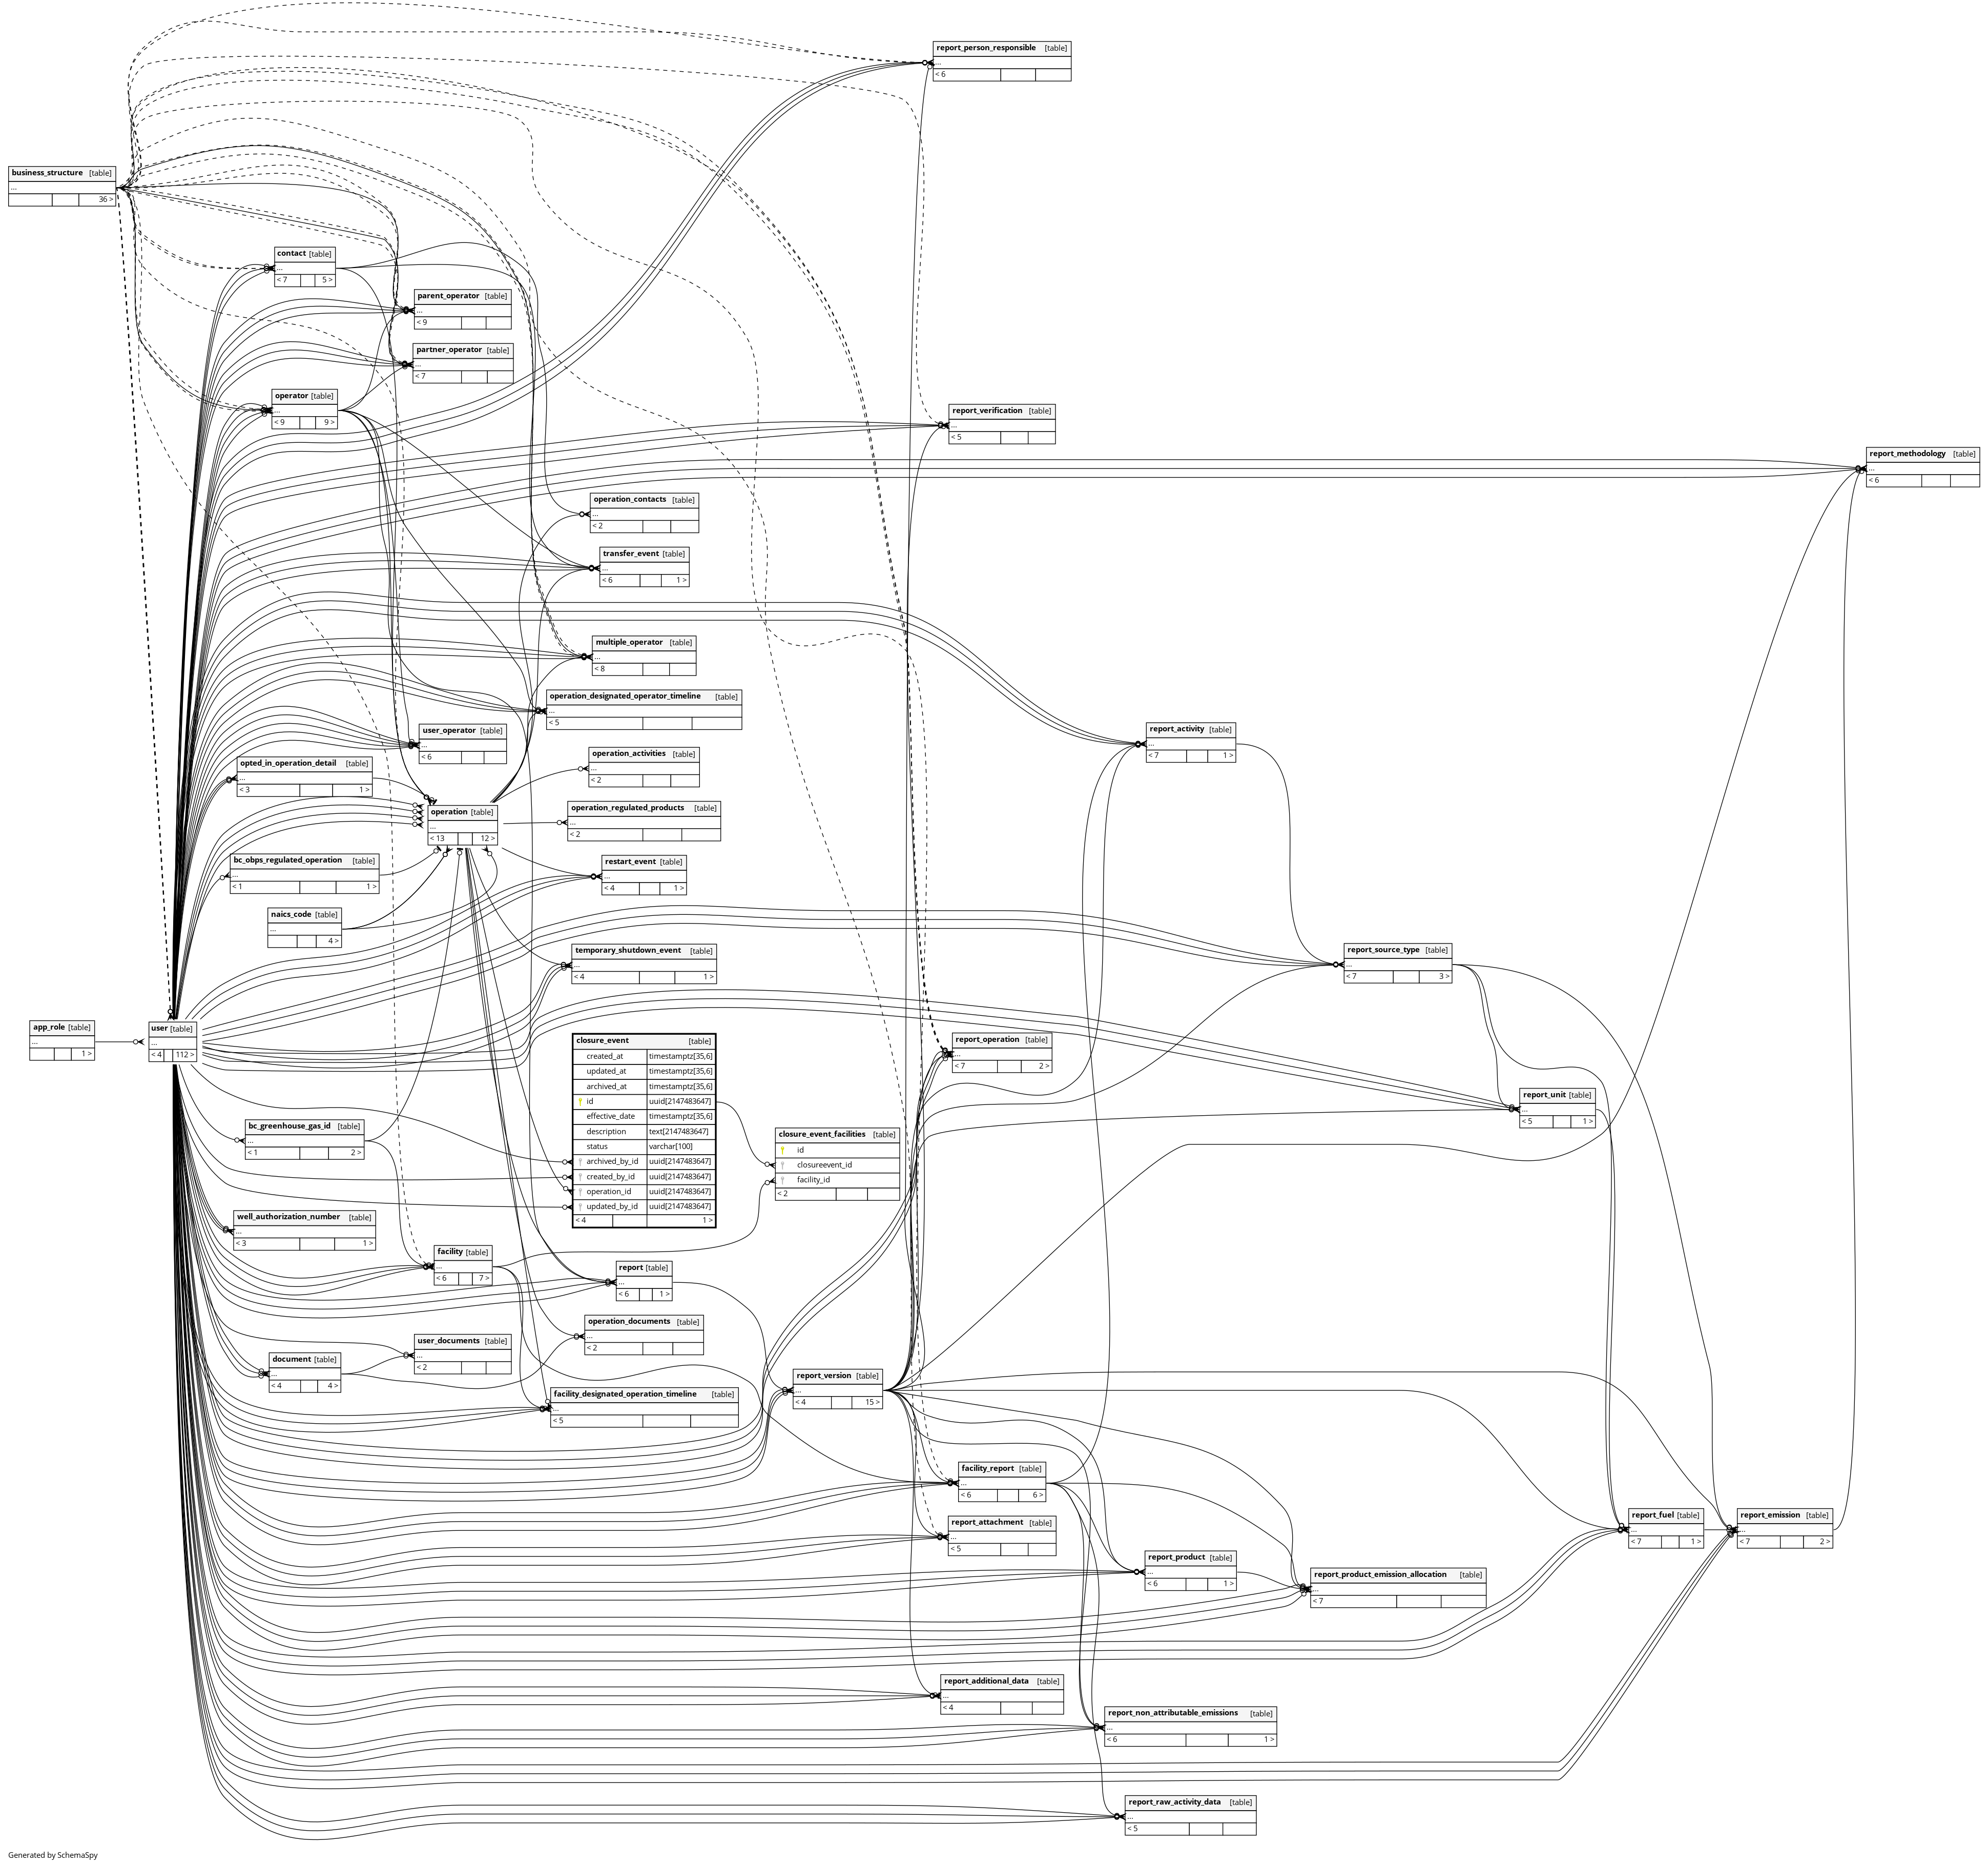 report_person_responsible [table]
...
< 6
business_structure [table]
...
36 >
contact [table]
...
< 7 5 >
parent_operator [table]
...
< 9
partner_operator [table]
...
< 7
operator [table]
...
< 9 9 >
report_verification [table]
...
< 5
report_methodology [table]
...
< 6
operation_contacts [table]
...
< 2
transfer_event [table]
...
< 6 1 >
multiple_operator [table]
...
< 8
operation_designated_operator_timeline [table]
...
< 5
user_operator [table]
...
< 6
report_activity [table]
...
< 7 1 >
operation_activities [table]
...
< 2
opted_in_operation_detail [table]
...
< 3 1 >
operation [table]
...
< 13 12 >
operation_regulated_products [table]
...
< 2
bc_obps_regulated_operation [table]
...
< 1 1 >
restart_event [table]
...
< 4 1 >
naics_code [table]
...
4 >
temporary_shutdown_event [table]
...
< 4 1 >
report_source_type [table]
...
< 7 3 >
app_role [table]
...
1 >
user [table]
...
< 4 112 >
closure_event [table]
created_at timestamptz[35,6]
updated_at timestamptz[35,6]
archived_at timestamptz[35,6]
id uuid[2147483647]
effective_date timestamptz[35,6]
description text[2147483647]
status varchar[100]
archived_by_id uuid[2147483647]
created_by_id uuid[2147483647]
operation_id uuid[2147483647]
updated_by_id uuid[2147483647]
< 4 1 >
report_operation [table]
...
< 7 2 >
report_unit [table]
...
< 5 1 >
bc_greenhouse_gas_id [table]
...
< 1 2 >
closure_event_facilities [table]
id
closureevent_id
facility_id
< 2
well_authorization_number [table]
...
< 3 1 >
facility [table]
...
< 6 7 >
report [table]
...
< 6 1 >
operation_documents [table]
...
< 2
user_documents [table]
...
< 2
document [table]
...
< 4 4 >
facility_designated_operation_timeline [table]
...
< 5
report_version [table]
...
< 4 15 >
facility_report [table]
...
< 6 6 >
report_attachment [table]
...
< 5
report_fuel [table]
...
< 7 1 >
report_emission [table]
...
< 7 2 >
report_product [table]
...
< 6 1 >
report_product_emission_allocation [table]
...
< 7
report_additional_data [table]
...
< 4
report_non_attributable_emissions [table]
...
< 6 1 >
report_raw_activity_data [table]
...
< 5
Generated by SchemaSpy